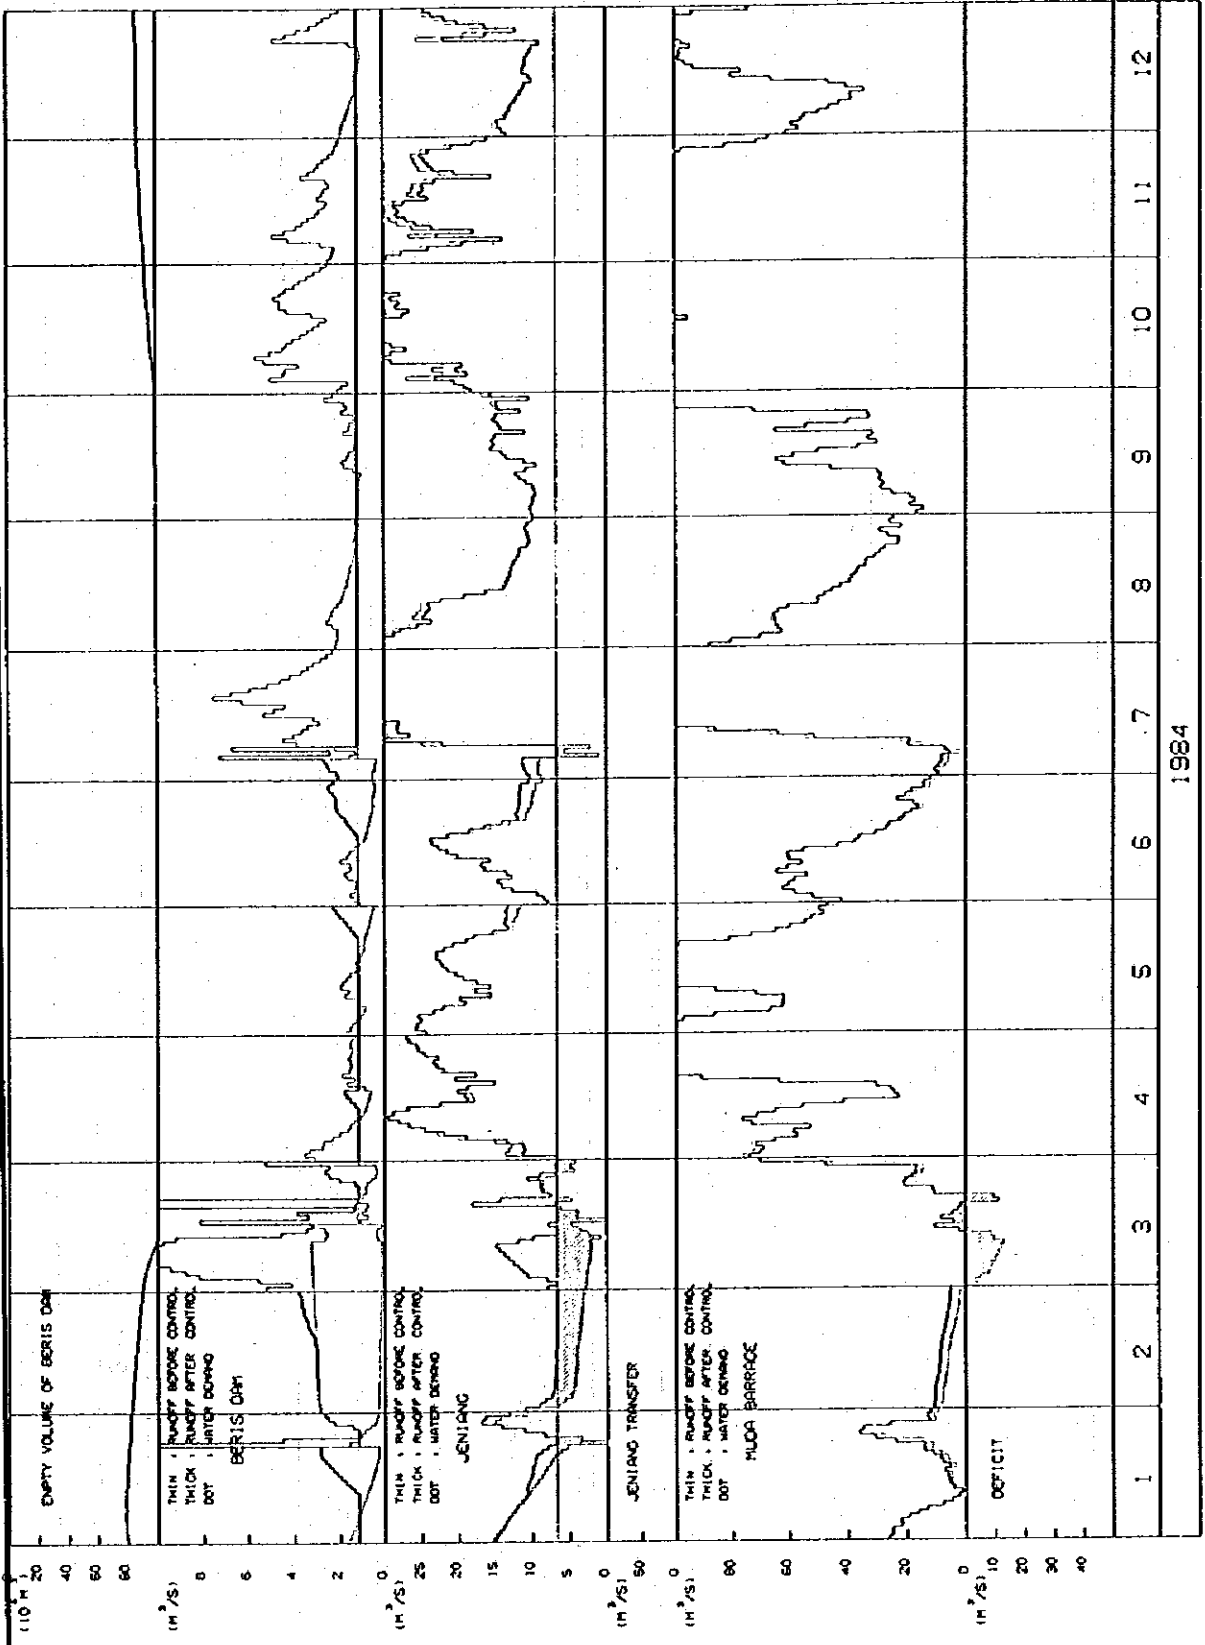 EMPTY VOLUME OF BERIS DAM
(10⁶ M³)
20
40
60
60
THIN : RUNOFF BEFORE CONTROL
THICK : RUNOFF AFTER CONTROL
DOT : WATER DEMAND
BERIS DAM
(M³/S)
8
6
4
2
0
THIN : RUNOFF BEFORE CONTROL
THICK : RUNOFF AFTER CONTROL
DOT : WATER DEMAND
JENIANG
(M³/S)
25
20
15
10
5
0
JENIANG TRANSFER
(M³/S)
50
0
THIN : RUNOFF BEFORE CONTROL
THICK : RUNOFF AFTER CONTROL
DOT : WATER DEMAND
MUDA BARRAGE
(M³/S)
80
60
40
20
0
DEFICIT
(M³/S)
10
20
30
40
1 2 3 4 5 6 7 8 9 10 11 12
1984